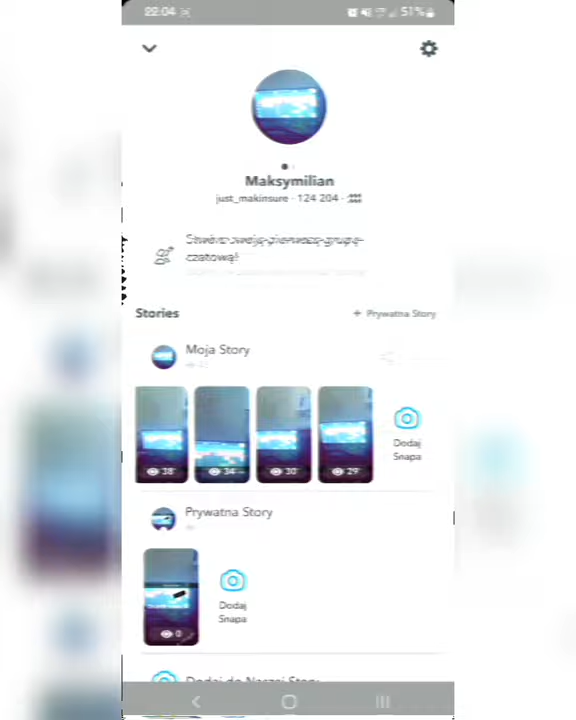 22:04
51%
Maksymilian
just_makinsure · 124 204 · ♒
Stwórz swoją pierwszą grupę
czatową!
Stories
+ Prywatna Story
Moja Story
38
34
30
29
Dodaj
Snapa
Prywatna Story
0
Dodaj
Snapa
Dodaj do Naszej Story